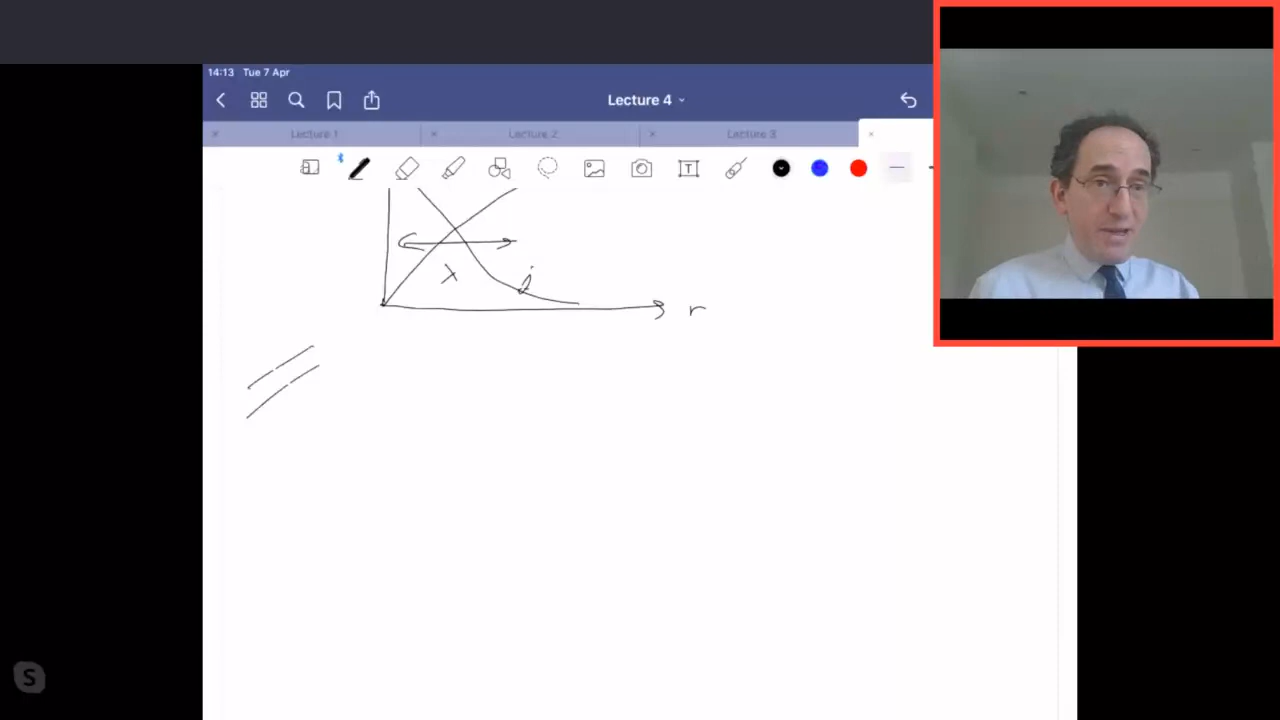 14:13 Tue 7 Apr
Lecture 4
Lecture 1
Lecture 2
Lecture 3
T
λ
j
r
S